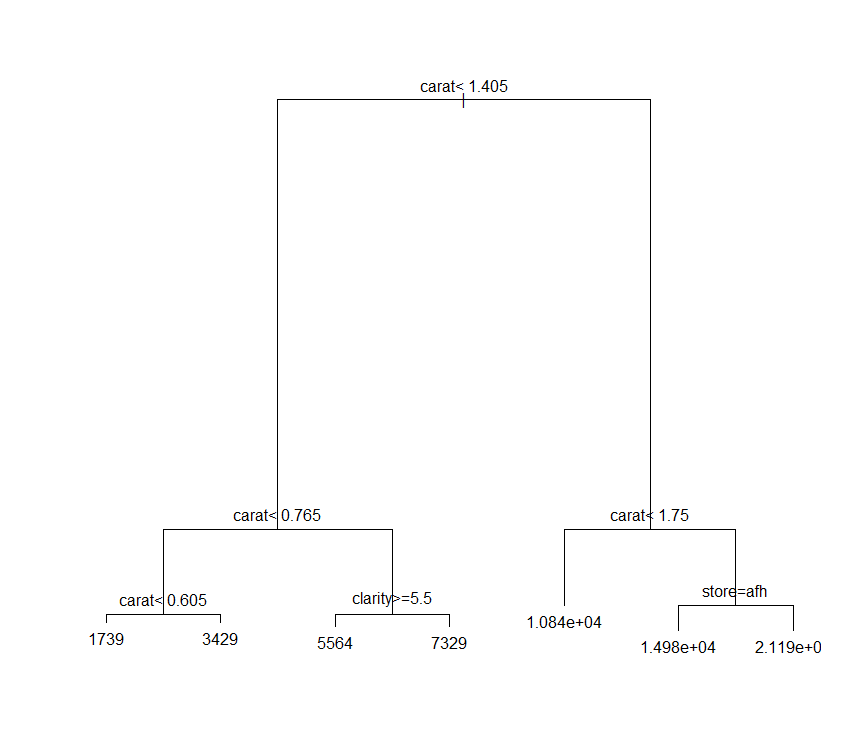 carat< 1.405
carat< 0.765
carat< 1.75
carat< 0.605
clarity>=5.5
store=afh
1739
3429
5564
7329
1.084e+04
1.498e+04
2.119e+0